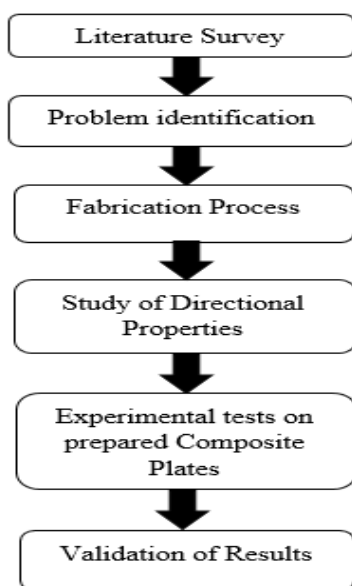 Literature Survey
Problem identification
Fabrication Process
Study of Directional
Properties
Experimental tests on
prepared Composite
Plates
Validation of Results